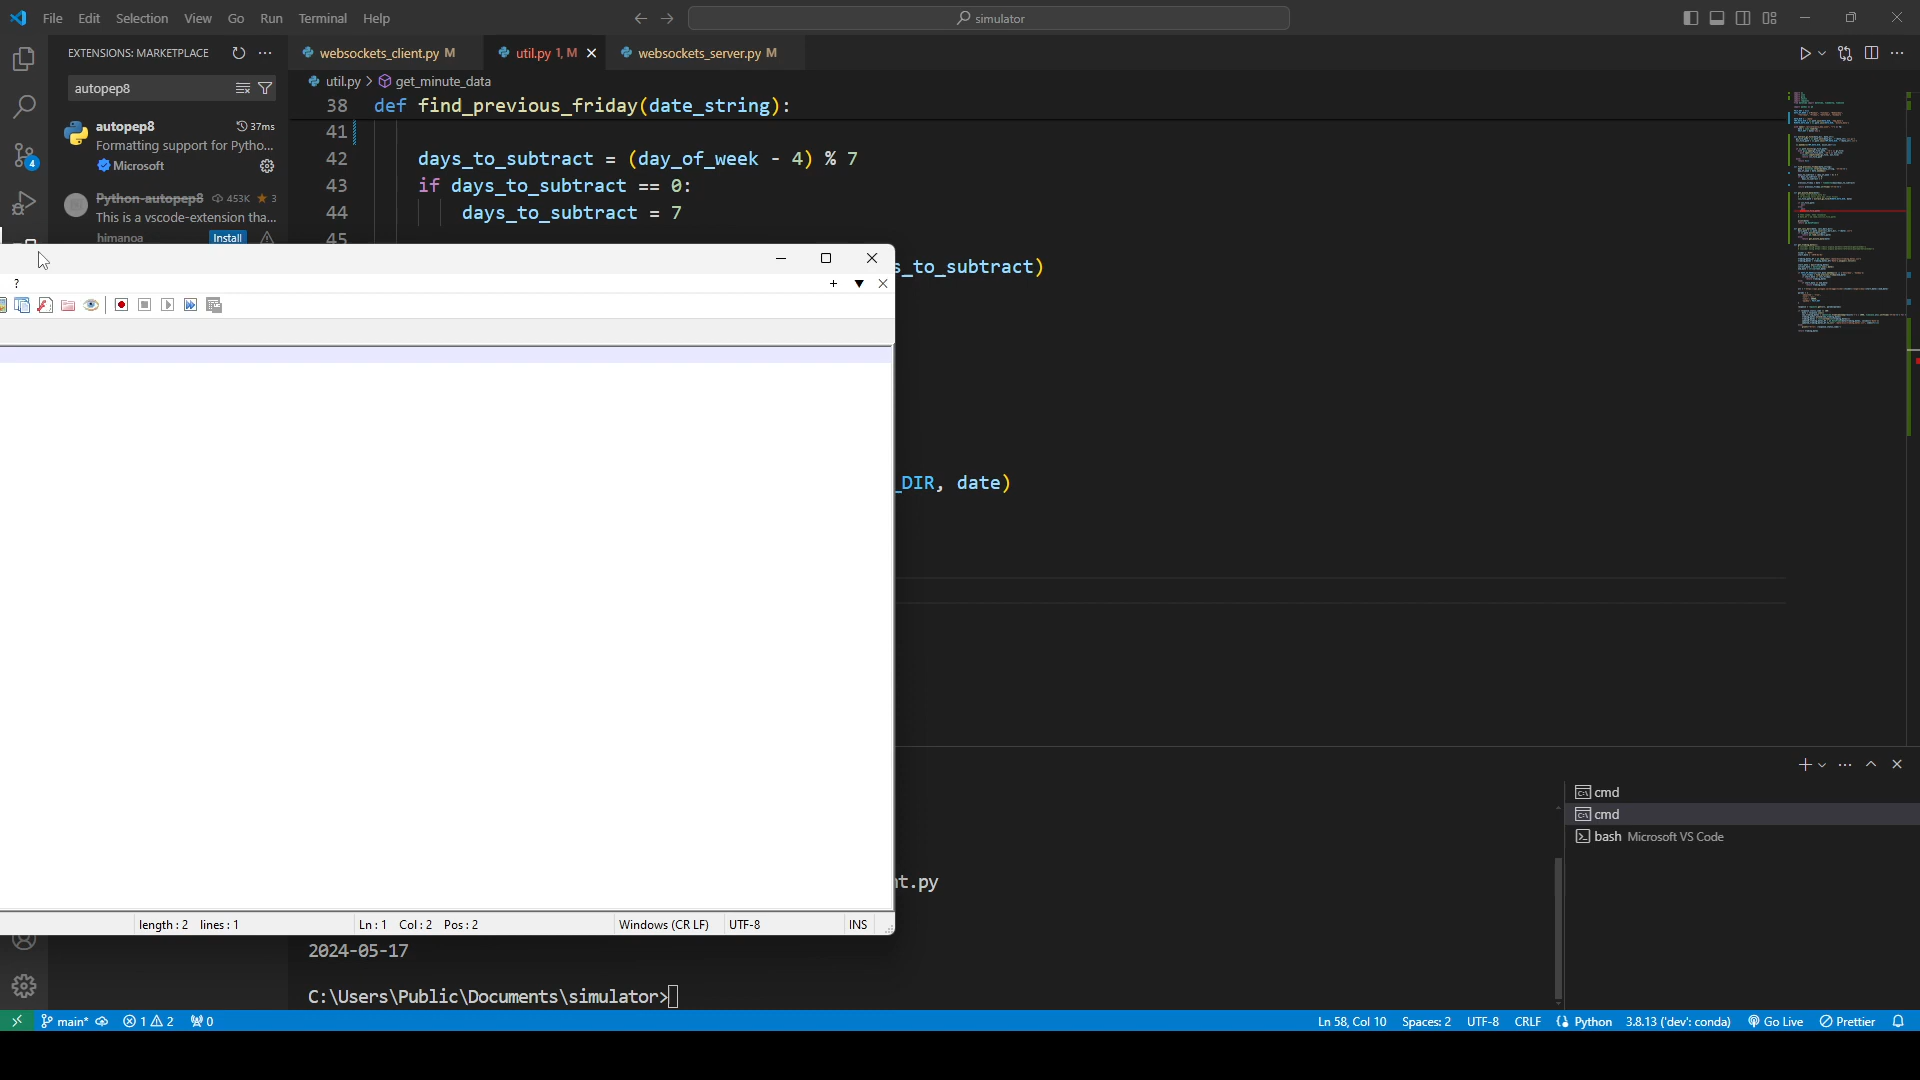 File Edit Selection View Go Run Terminal Help
simulator
EXTENSIONS: MARKETPLACE
websockets_client.py M
util.py 1, M
websockets_server.py M
autopep8
util.py > get_minute_data
autopep8 37ms
Formatting support for Pytho...
Microsoft
Python-autopep8 453K 3
This is a vscode-extension tha...
himanoa Install
38 def find_previous_friday(date_string):
41
42 days_to_subtract = (day_of_week - 4) % 7
43 if days_to_subtract == 0:
44 days_to_subtract = 7
45
s_to_subtract)
_DIR, date)
?
length : 2 lines : 1
Ln : 1 Col : 2 Pos : 2
Windows (CR LF)
UTF-8
INS
cmd
cmd
bash Microsoft VS Code
nt.py
2024-05-17
C:\Users\Public\Documents\simulator>
4
main* 1 2 0
Ln 58, Col 10 Spaces: 2 UTF-8 CRLF Python 3.8.13 ('dev': conda) Go Live Prettier